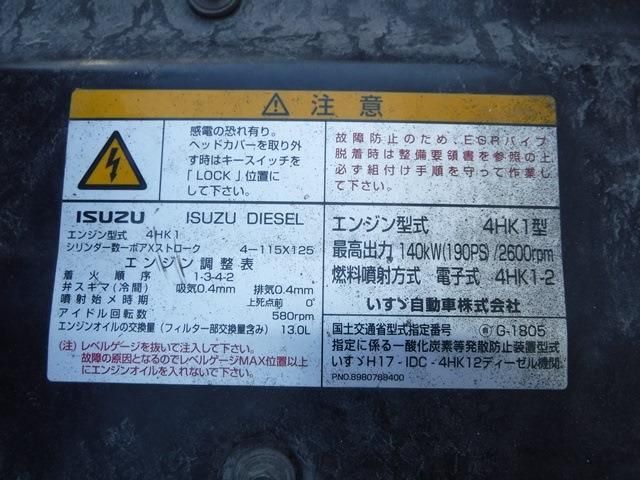 ⚠ 注意
感電の恐れ有り。
ヘッドカバーを取り外
す時はキースイッチを
「LOCK」位置に
して下さい。
故障防止のため、EGRパイプ
脱着時は整備要領書を参照の上
必ず組付け手順を守って作業し
て下さい。
ISUZU ISUZU DIESEL
エンジン型式 4HK1
シリンダ数ーボアXストローク 4-115X125
エンジン調整表
着火順序 1-3-4-2
弁スキマ(冷間) 吸気0.4mm 排気0.4mm
噴射始メ時期 上死点前 0°
アイドル回転数 580rpm
エンジンオイルの交換量(フィルター部交換量含み) 13.0L
(注)レベルゲージを抜いて注入して下さい。
故障の原因となるのでレベルゲージMAX位置以上
にエンジンオイルを入れないで下さい。
エンジン型式 4HK1型
最高出力 140kW(190PS)/2600rpm
燃料噴射方式 電子式 4HK1-2
いすゞ自動車株式会社
国土交通省型式指定番号 G-1805
指定に係る一酸化炭素等発散防止装置型式
いすゞH17-IDC-4HK12ディーゼル機関
PNO.8980788400